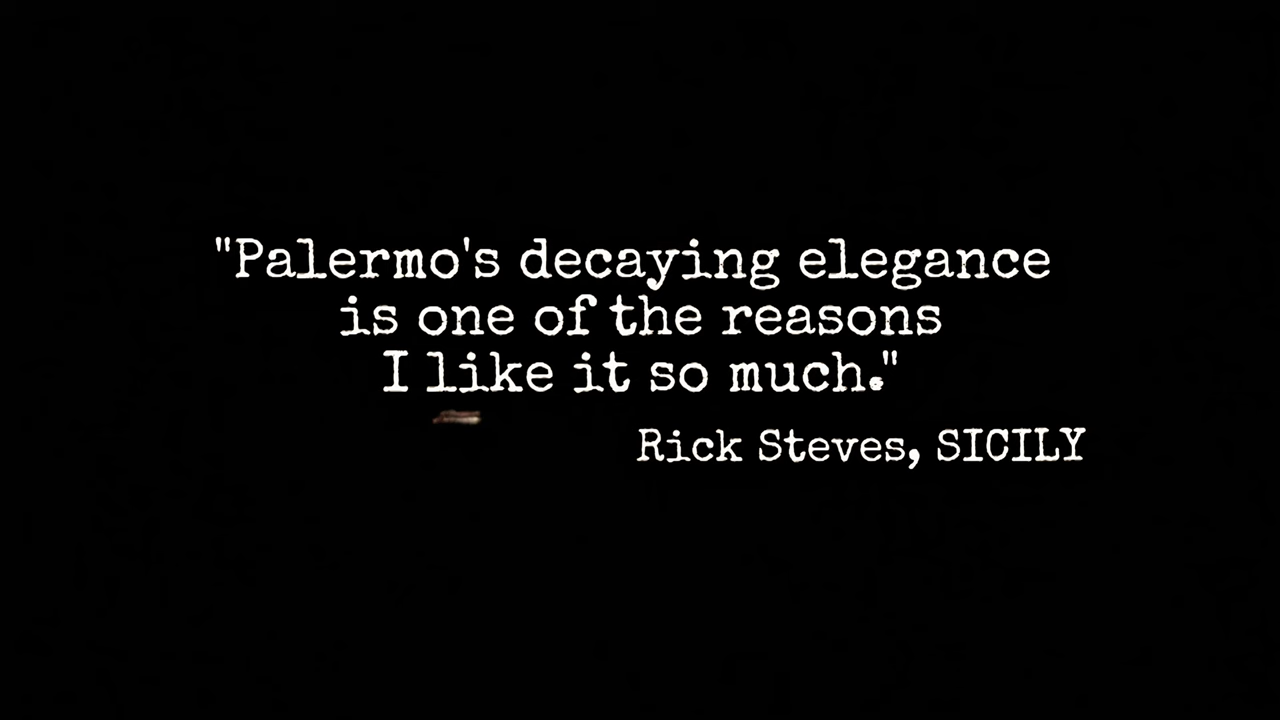 "Palermo's decaying elegance
is one of the reasons
I like it so much."
Rick Steves, SICILY